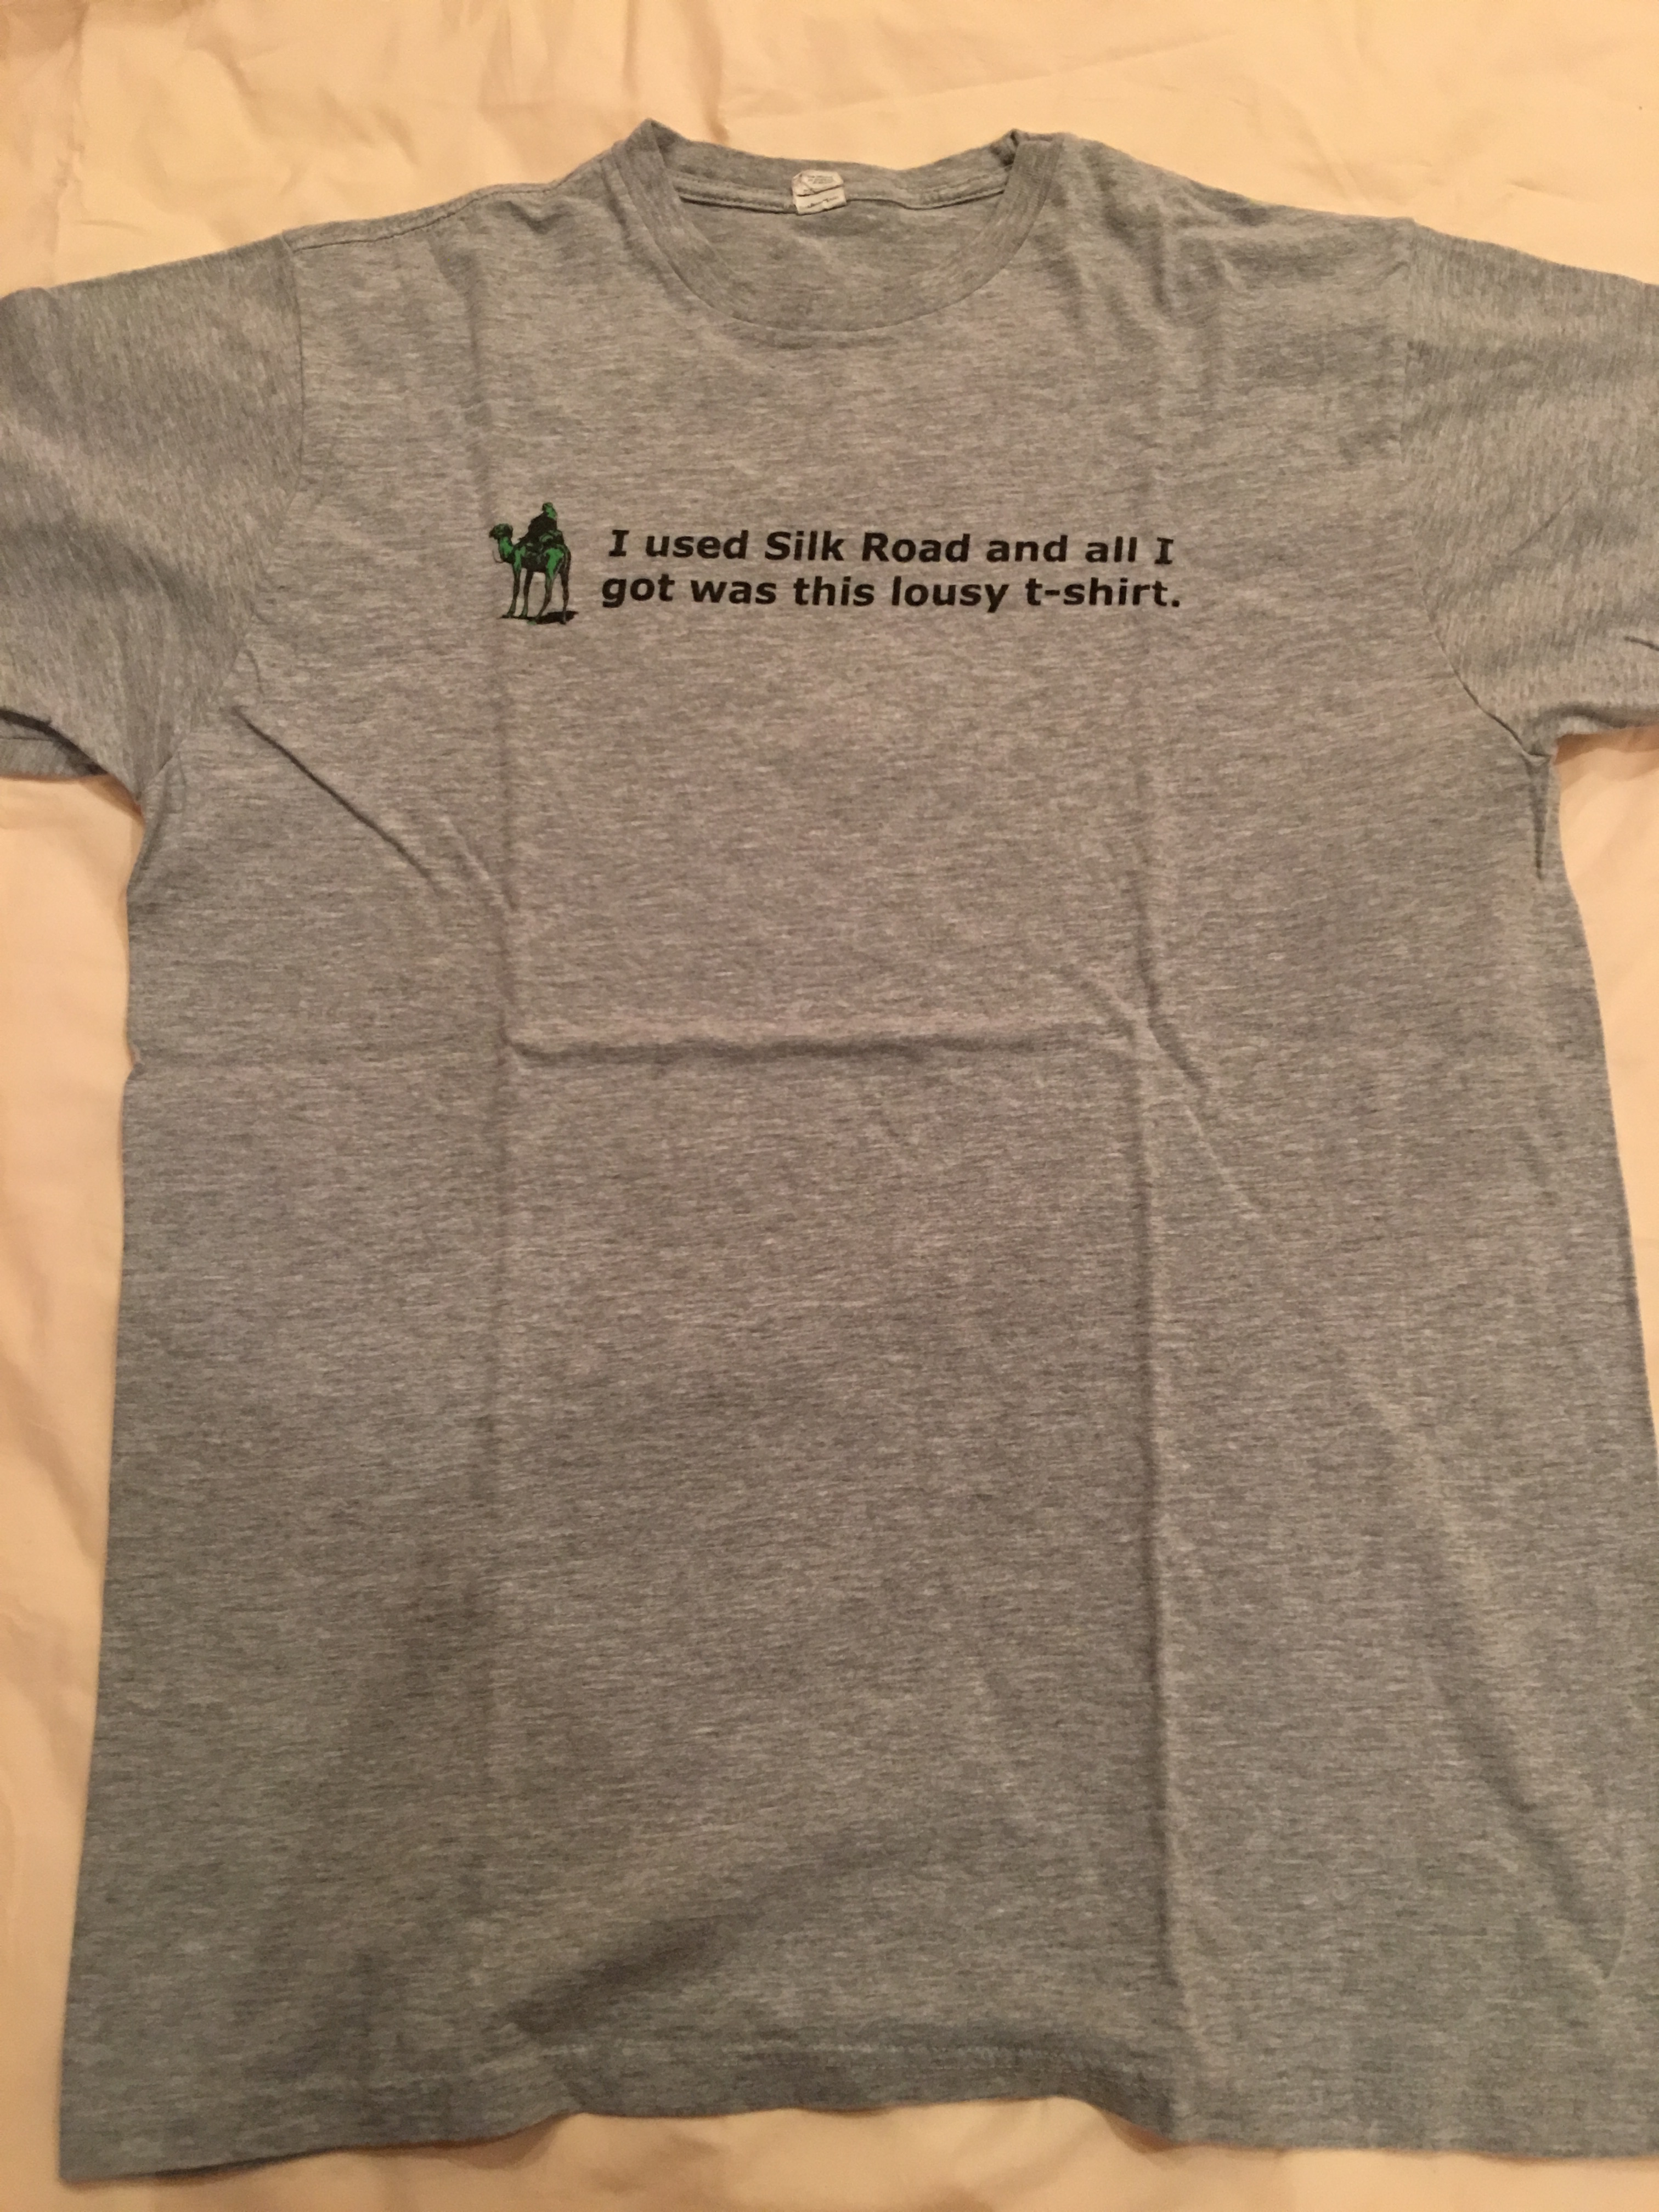 I used Silk Road and all I
got was this lousy t-shirt.